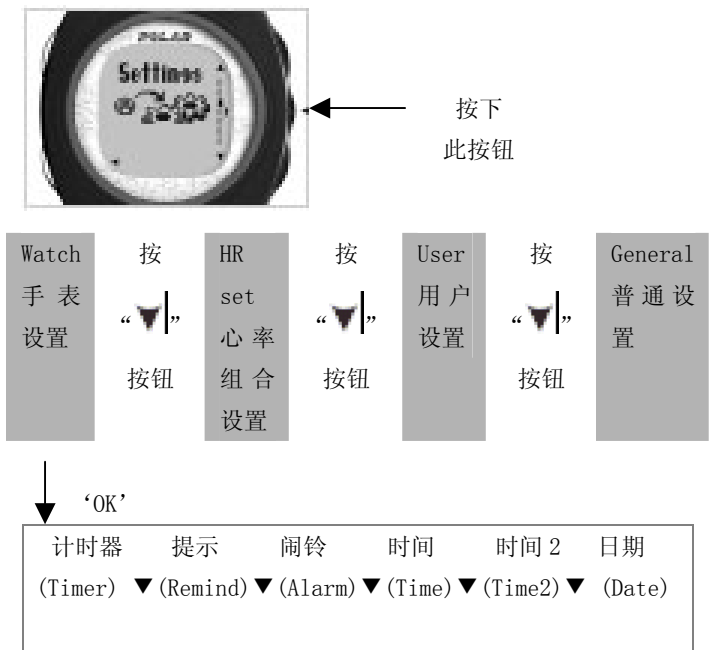 POLAR
Settings
按下
此按钮
Watch 按 HR 按 User 按 General
手表 set 用户 普通设
设置 “▼” 心率 “▼” 设置 “▼” 置
按钮 组合 按钮 按钮
设置
‘OK’
计时器 提示 闹铃 时间 时间 2 日期
(Timer) ▼ (Remind) ▼ (Alarm) ▼ (Time) ▼ (Time2) ▼ (Date)